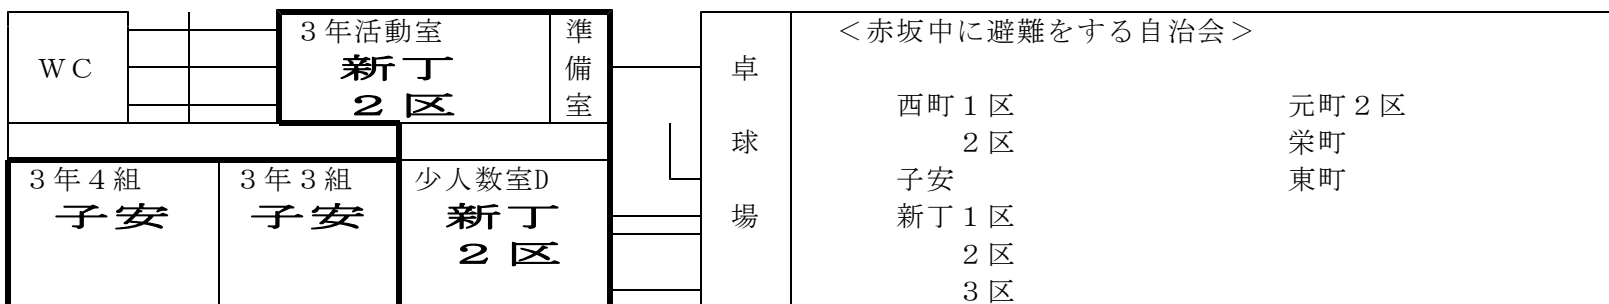 WC
３年活動室
新丁
２区
準
備
室
３年４組
子安
３年３組
子安
少人数室D
新丁
２区
卓
球
場
＜赤坂中に避難をする自治会＞
西町１区
２区
子安
新丁１区
２区
３区
元町２区
栄町
東町